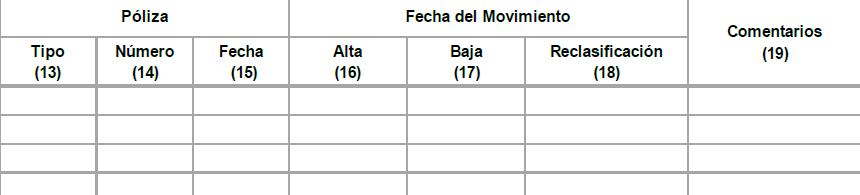 Póliza
Fecha del Movimiento
Comentarios
(19)
Tipo
(13)
Número
(14)
Fecha
(15)
Alta
(16)
Baja
(17)
Reclasificación
(18)